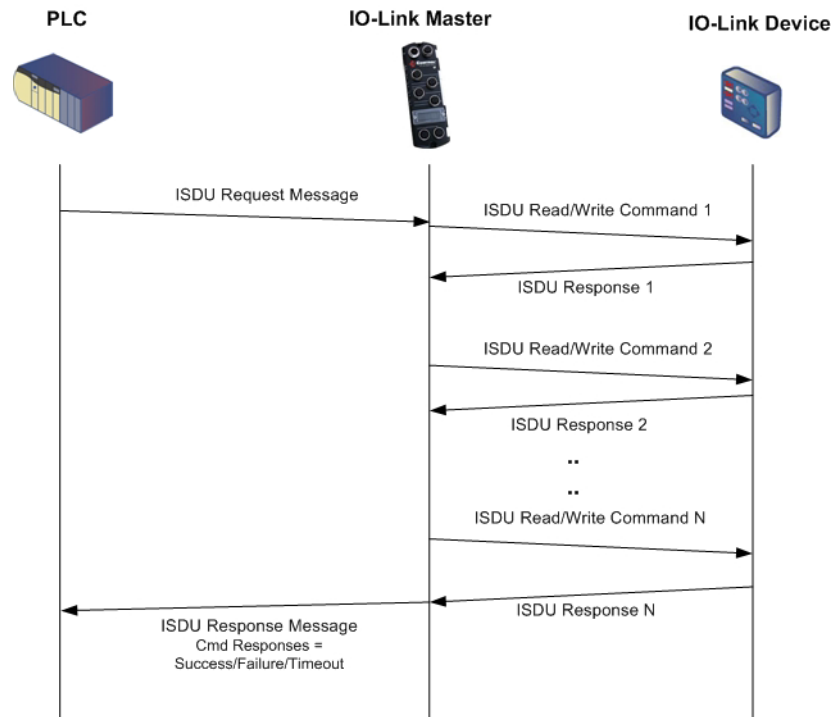 PLC
IO-Link Master
IO-Link Device
ISDU Request Message
ISDU Read/Write Command 1
ISDU Response 1
ISDU Read/Write Command 2
ISDU Response 2
..
..
ISDU Read/Write Command N
ISDU Response N
ISDU Response Message
Cmd Responses =
Success/Failure/Timeout